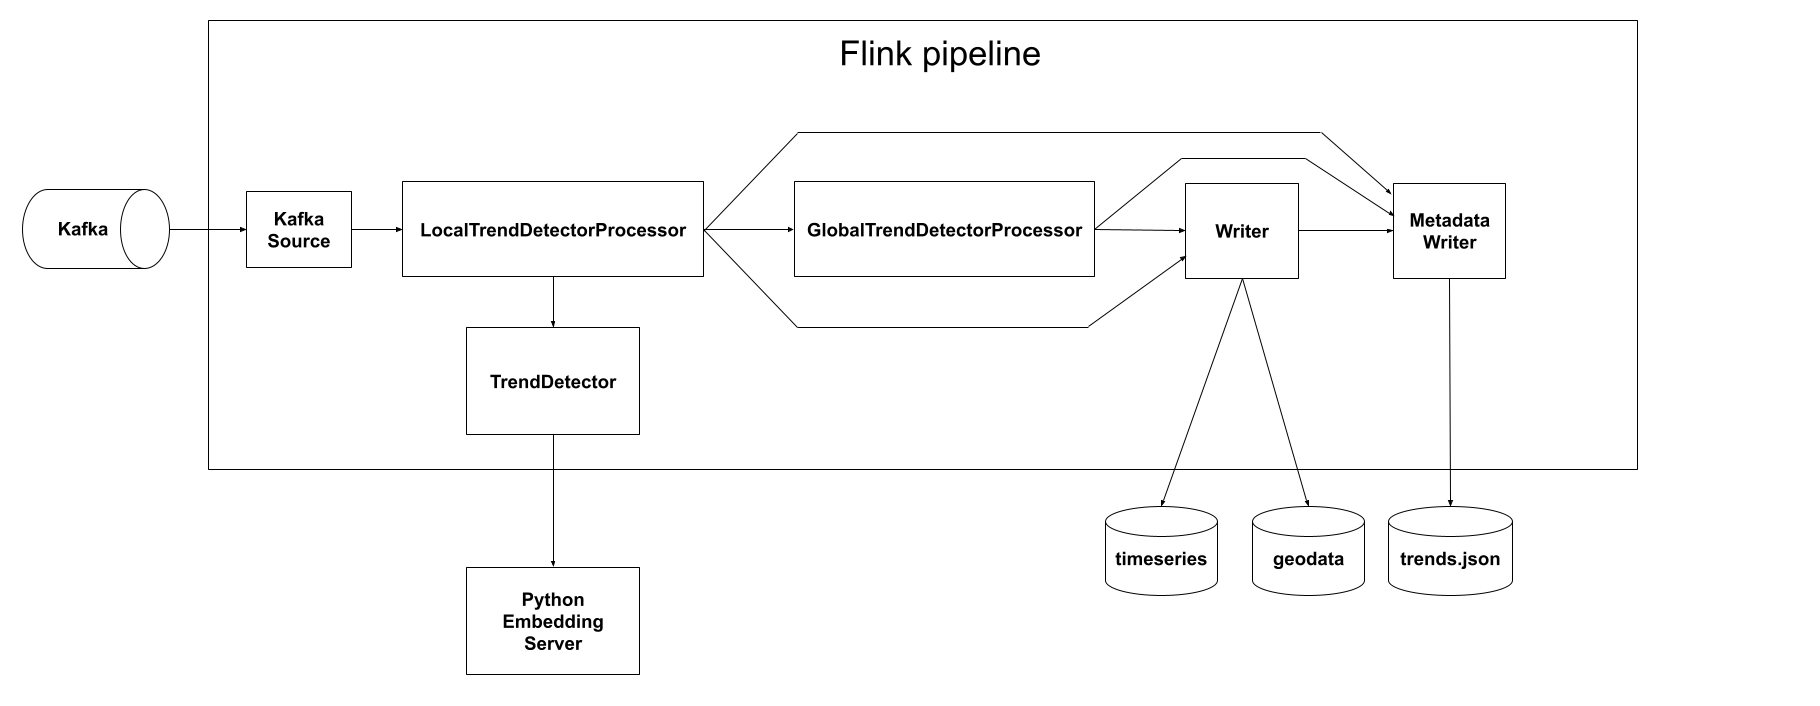 Flink pipeline
Kafka
Kafka
Source
LocalTrendDetectorProcessor
GlobalTrendDetectorProcessor
Writer
Metadata
Writer
TrendDetector
timeseries
geodata
trends.json
Python
Embedding
Server